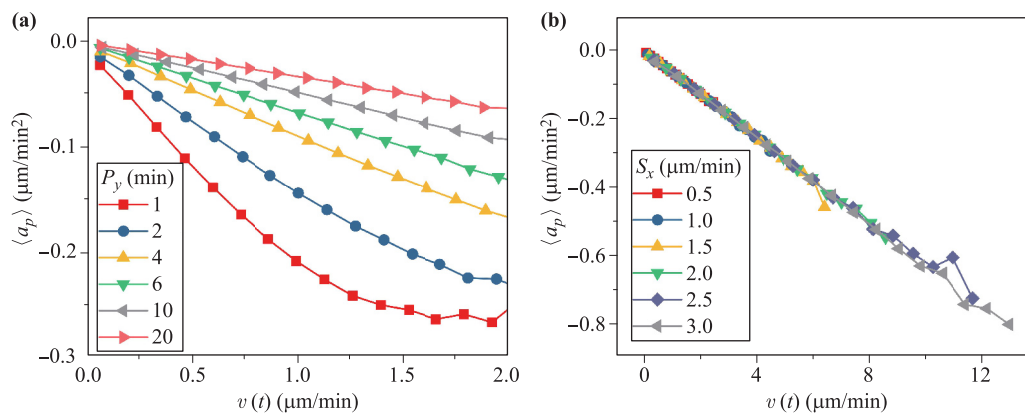 (a)
⟨a_p⟩ (μm/min²)
0.0
−0.1
−0.2
−0.3
P_y (min)
1
2
4
6
10
20
0.0 0.5 1.0 1.5 2.0
v (t) (μm/min)
(b)
⟨a_p⟩ (μm/min²)
0.0
−0.2
−0.4
−0.6
−0.8
S_x (μm/min)
0.5
1.0
1.5
2.0
2.5
3.0
0 4 8 12
v (t) (μm/min)